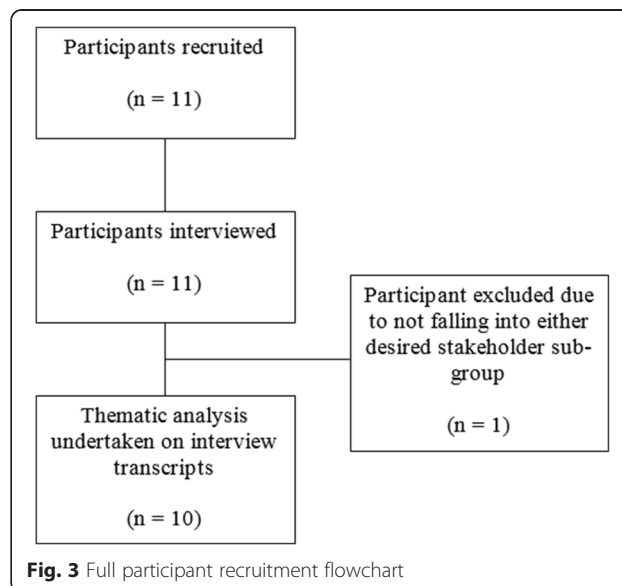 Participants recruited
(n = 11)
Participants interviewed
(n = 11)
Participant excluded due
to not falling into either
desired stakeholder sub-
group
(n = 1)
Thematic analysis
undertaken on interview
transcripts
(n = 10)
Fig. 3 Full participant recruitment flowchart